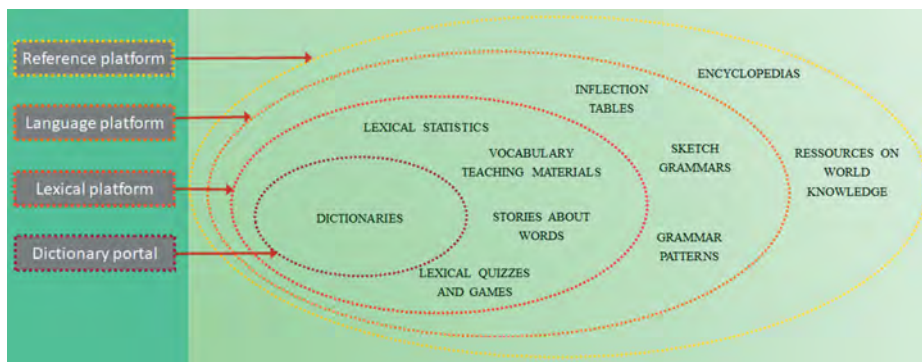 Reference platform
Language platform
Lexical platform
Dictionary portal
ENCYCLOPEDIAS
INFLECTION
TABLES
LEXICAL STATISTICS
VOCABULARY
TEACHING MATERIALS
SKETCH
GRAMMARS
RESSOURCES ON
WORLD
KNOWLEDGE
DICTIONARIES
STORIES ABOUT
WORDS
GRAMMAR
PATTERNS
LEXICAL QUIZZES
AND GAMES